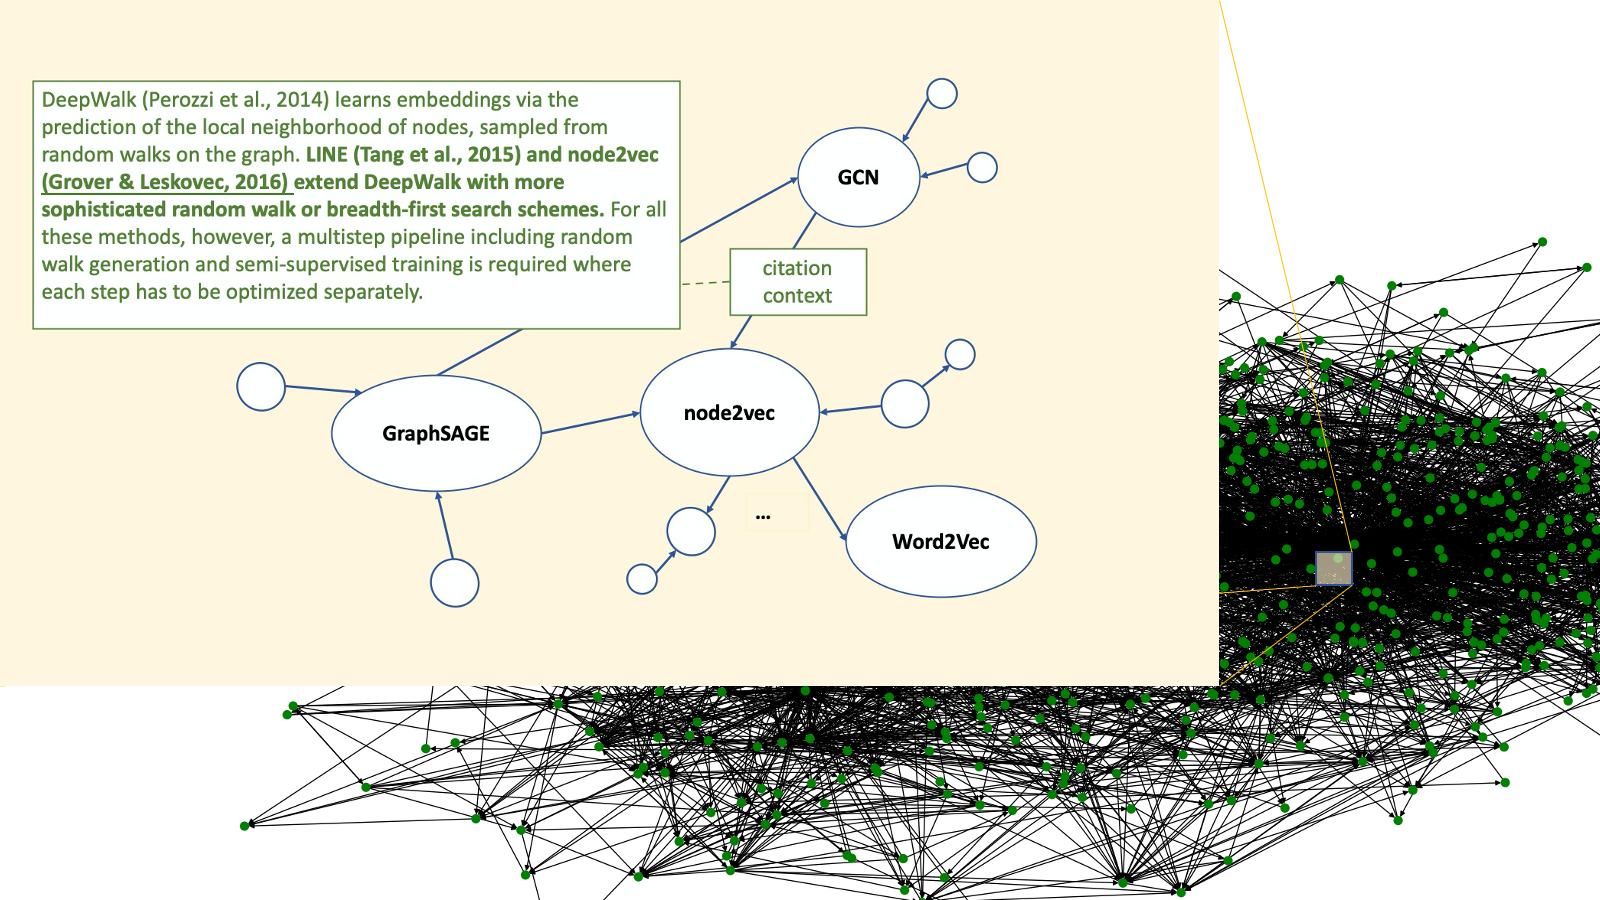 DeepWalk (Perozzi et al., 2014) learns embeddings via the
prediction of the local neighborhood of nodes, sampled from
random walks on the graph. LINE (Tang et al., 2015) and node2vec
(Grover & Leskovec, 2016) extend DeepWalk with more
sophisticated random walk or breadth-first search schemes. For all
these methods, however, a multistep pipeline including random
walk generation and semi-supervised training is required where
each step has to be optimized separately.
GCN
citation
context
node2vec
GraphSAGE
...
Word2Vec